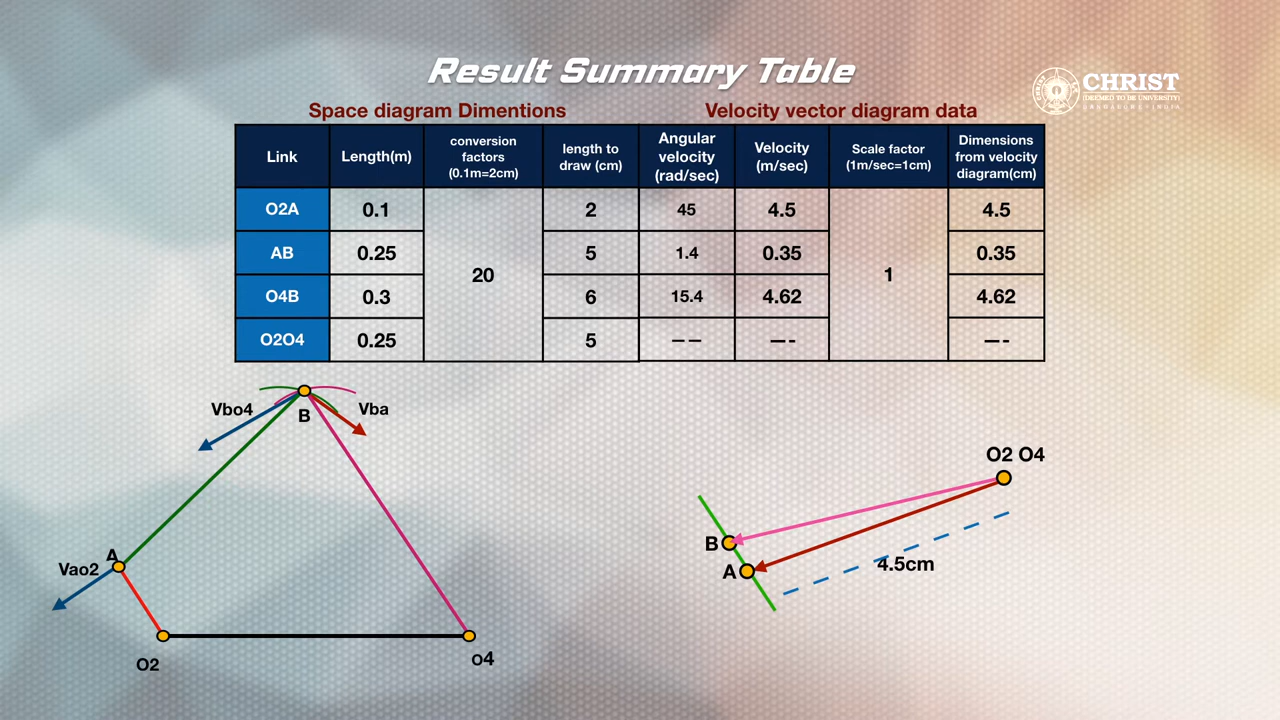 Result Summary Table
CHRIST
(DEEMED TO BE UNIVERSITY)
BENGALURU • INDIA
Space diagram Dimentions
Velocity vector diagram data
Link
Length(m)
conversion
factors
(0.1m=2cm)
length to
draw (cm)
Angular
velocity
(rad/sec)
Velocity
(m/sec)
Scale factor
(1m/sec=1cm)
Dimensions
from velocity
diagram(cm)
O2A
0.1
20
2
45
4.5
1
4.5
AB
0.25
5
1.4
0.35
0.35
O4B
0.3
6
15.4
4.62
4.62
O2O4
0.25
5
— —
— -
— -
Vbo4
B
Vba
A
Vao2
O2
O4
O2 O4
B
A
4.5cm